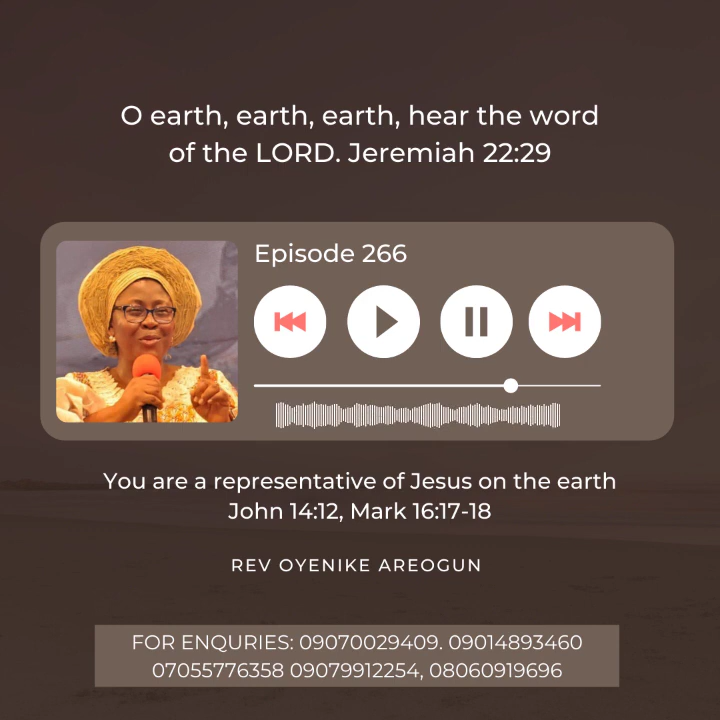 O earth, earth, earth, hear the word
of the LORD. Jeremiah 22:29
Episode 266
You are a representative of Jesus on the earth
John 14:12, Mark 16:17-18
REV OYENIKE AREOGUN
FOR ENQURIES: 09070029409. 09014893460
07055776358 09079912254, 08060919696